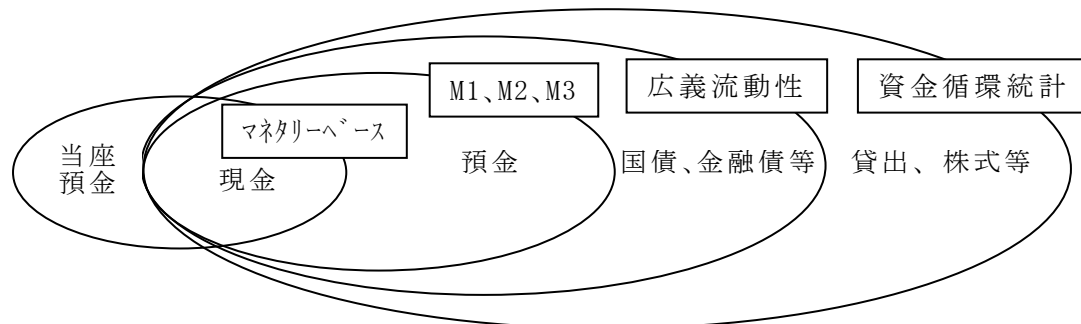 M1、M2、M3
広義流動性
資金循環統計
マネタリーベース
当座
預金
現金
預金
国債、金融債等
貸出、株式等